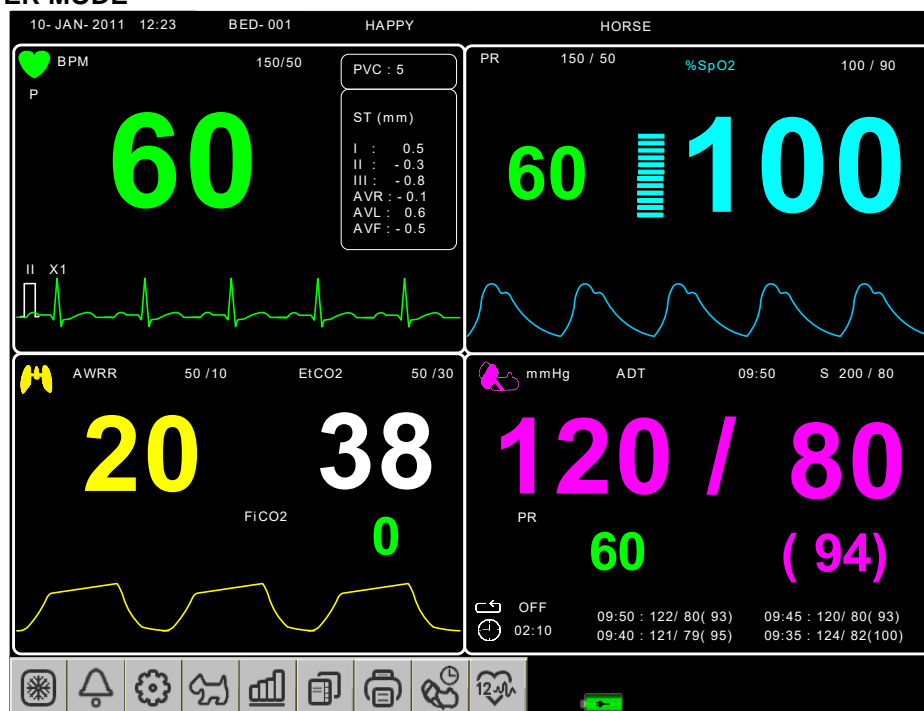 ER MODE
10- JAN- 2011 12:23 BED- 001 HAPPY HORSE
BPM 150/50
P
60
PVC : 5
ST (mm)
I : 0.5
II : - 0.3
III : - 0.8
AVR : - 0.1
AVL : 0.6
AVF : - 0.5
II X1
PR 150 / 50 %SpO2 100 / 90
60 100
AWRR 50 /10 EtCO2 50 /30
20 38
FiCO2 0
mmHg ADT 09:50 S 200 / 80
120 / 80
PR
60 ( 94)
OFF
02:10
09:50 : 122/ 80( 93) 09:45 : 120/ 80( 93)
09:40 : 121/ 79( 95) 09:35 : 124/ 82(100)
12